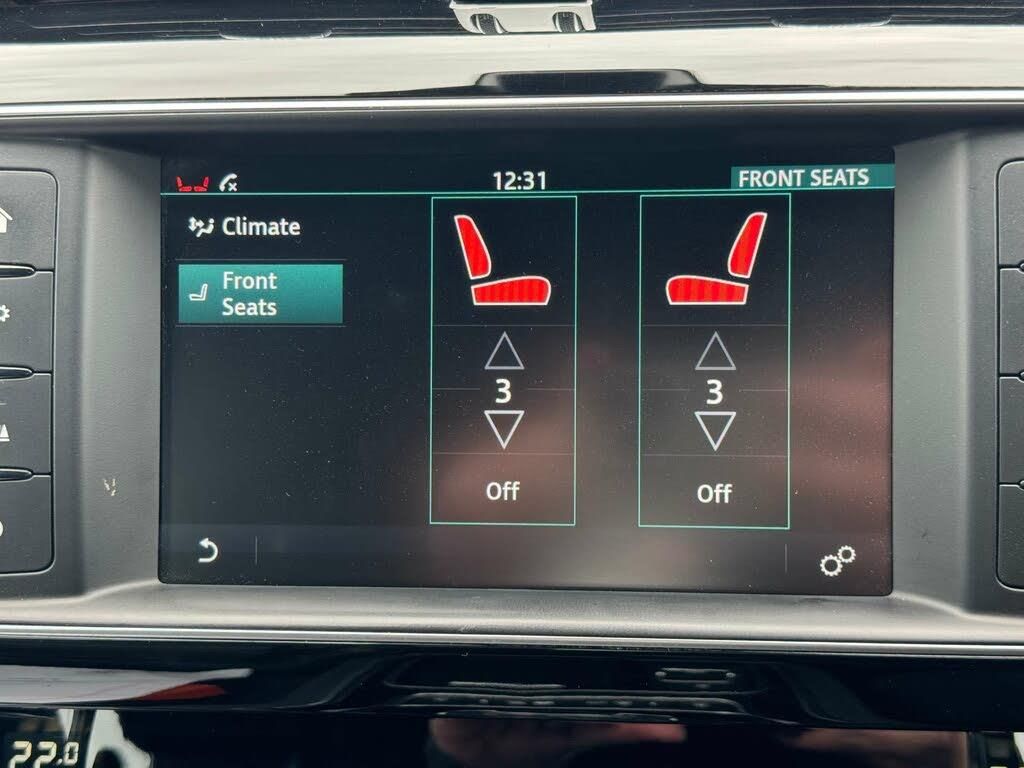 12:31
FRONT SEATS
Climate
Front
Seats
3
3
Off
Off
22.0